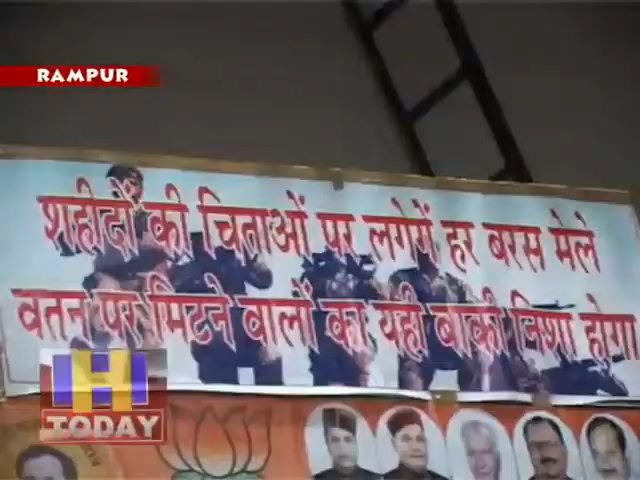 RAMPUR
शहीदों की चिताओं पर लगेगें हर बरस मेले
वतन पर मिटने वालों का यही बाकी निशा होगा
H
TODAY